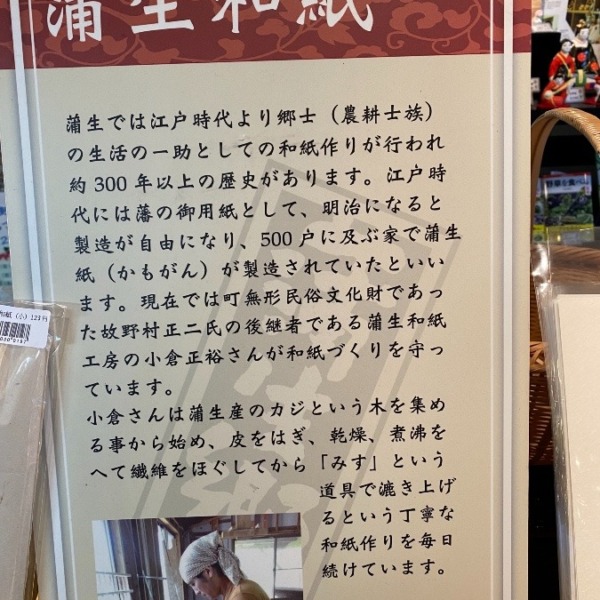 蒲生和紙
蒲生では江戸時代より郷士（農耕士族）
の生活の一助としての和紙作りが行われ
約300年以上の歴史があります。江戸時
代には藩の御用紙として、明治になると
製造が自由になり、500戸に及ぶ家で蒲生
紙（かもがん）が製造されていたといい
ます。現在では町無形民俗文化財であっ
た故野村正二氏の後継者である蒲生和紙
工房の小倉正裕さんが和紙づくりを守っ
ています。
小倉さんは蒲生産のカジという木を集め
る事から始め、皮をはぎ、乾燥、煮沸を
へて繊維をほぐしてから「みす」という
道具で漉き上げ
るという丁寧な
和紙作りを毎日
続けています。
和紙（小）123円